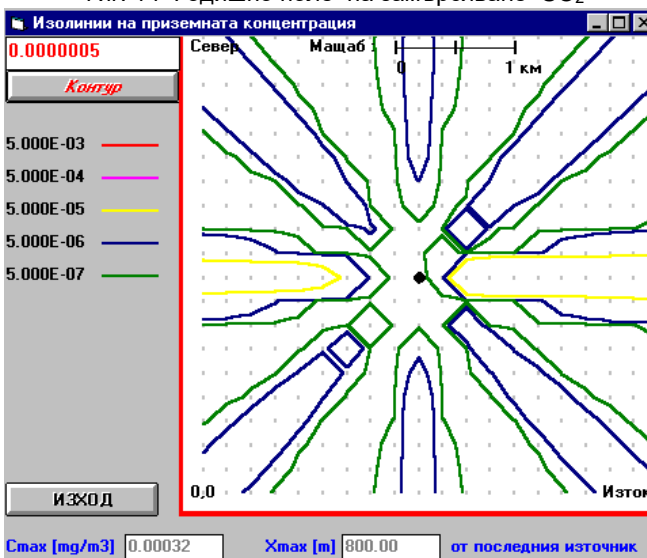 Изолинии на приземната концентрация
0.0000005
Контур
Север
Мащаб :
0
1 км
5.000E-03
5.000E-04
5.000E-05
5.000E-06
5.000E-07
0,0
Изток
ИЗХОД
Cmax [mg/m3] 0.00032 Xmax [m] 800.00 от последния източник